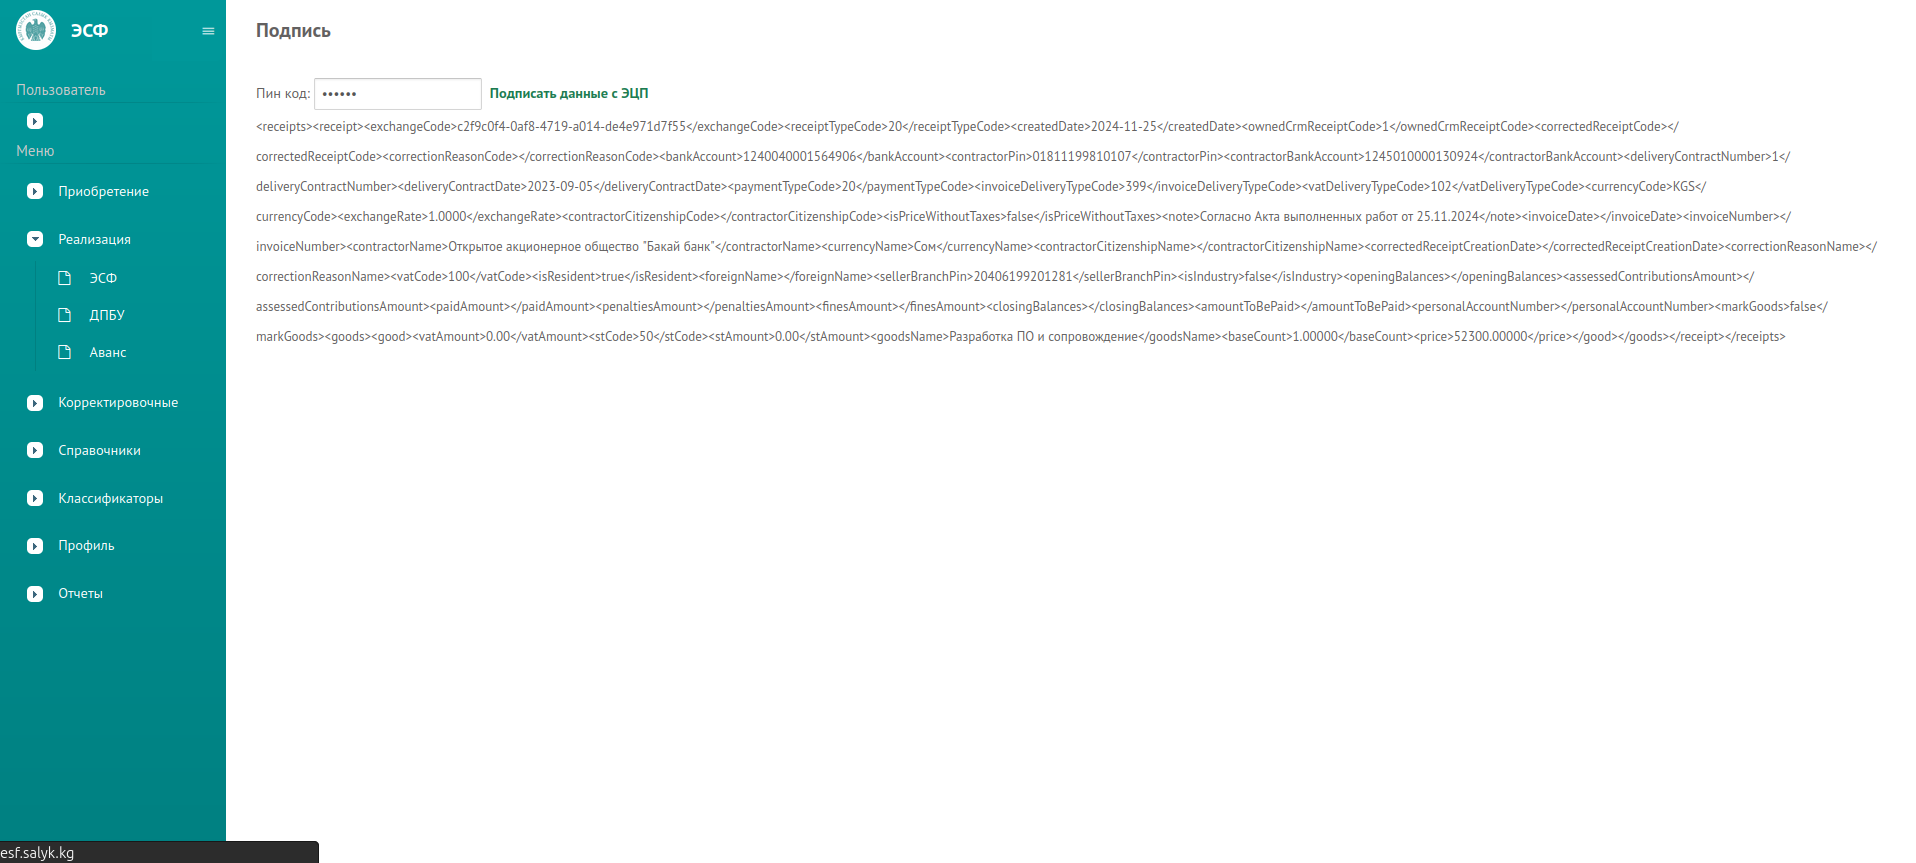 ЭСФ
Пользователь
Меню
Приобретение
Реализация
ЭСФ
ДПБУ
Аванс
Корректировочные
Справочники
Классификаторы
Профиль
Отчеты
Подпись
Пин код: •••••• Подписать данные с ЭЦП
<receipts><receipt><exchangeCode>c2f9c0f4-0af8-4719-a014-de4e971d7f55</exchangeCode><receiptTypeCode>20</receiptTypeCode><createdDate>2024-11-25</createdDate><ownedCrmReceiptCode>1</ownedCrmReceiptCode><correctedReceiptCode></
correctedReceiptCode><correctionReasonCode></correctionReasonCode><bankAccount>1240040001564906</bankAccount><contractorPin>01811199810107</contractorPin><contractorBankAccount>1245010000130924</contractorBankAccount><deliveryContractNumber>1</
deliveryContractNumber><deliveryContractDate>2023-09-05</deliveryContractDate><paymentTypeCode>20</paymentTypeCode><invoiceDeliveryTypeCode>399</invoiceDeliveryTypeCode><vatDeliveryTypeCode>102</vatDeliveryTypeCode><currencyCode>KGS</
currencyCode><exchangeRate>1.0000</exchangeRate><contractorCitizenshipCode></contractorCitizenshipCode><isPriceWithoutTaxes>false</isPriceWithoutTaxes><note>Согласно Акта выполненных работ от 25.11.2024</note><invoiceDate></invoiceDate><invoiceNumber></
invoiceNumber><contractorName>Открытое акционерное общество "Бакай банк"</contractorName><currencyName>Сом</currencyName><contractorCitizenshipName></contractorCitizenshipName><correctedReceiptCreationDate></correctedReceiptCreationDate><correctionReasonName></
correctionReasonName><vatCode>100</vatCode><isResident>true</isResident><foreignName></foreignName><sellerBranchPin>20406199201281</sellerBranchPin><isIndustry>false</isIndustry><openingBalances></openingBalances><assessedContributionsAmount></
assessedContributionsAmount><paidAmount></paidAmount><penaltiesAmount></penaltiesAmount><finesAmount></finesAmount><closingBalances></closingBalances><amountToBePaid></amountToBePaid><personalAccountNumber></personalAccountNumber><markGoods>false</
markGoods><goods><good><vatAmount>0.00</vatAmount><stCode>50</stCode><stAmount>0.00</stAmount><goodsName>Разработка ПО и сопровождение</goodsName><baseCount>1.00000</baseCount><price>52300.00000</price></good></goods></receipt></receipts>
esf.salyk.kg